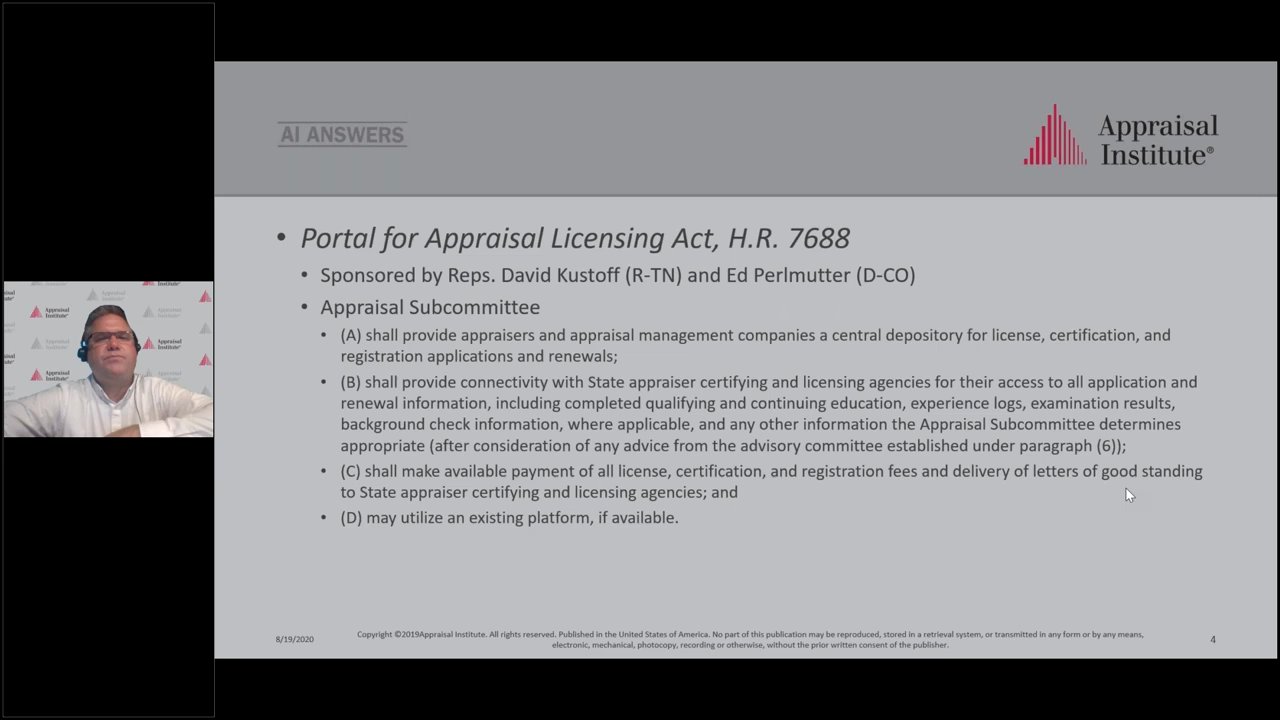 AI ANSWERS
Appraisal
Institute®
• Portal for Appraisal Licensing Act, H.R. 7688
• Sponsored by Reps. David Kustoff (R-TN) and Ed Perlmutter (D-CO)
• Appraisal Subcommittee
• (A) shall provide appraisers and appraisal management companies a central depository for license, certification, and
registration applications and renewals;
• (B) shall provide connectivity with State appraiser certifying and licensing agencies for their access to all application and
renewal information, including completed qualifying and continuing education, experience logs, examination results,
background check information, where applicable, and any other information the Appraisal Subcommittee determines
appropriate (after consideration of any advice from the advisory committee established under paragraph (6));
• (C) shall make available payment of all license, certification, and registration fees and delivery of letters of good standing
to State appraiser certifying and licensing agencies; and
• (D) may utilize an existing platform, if available.
8/19/2020
Copyright ©2019Appraisal Institute. All rights reserved. Published in the United States of America. No part of this publication may be reproduced, stored in a retrieval system, or transmitted in any form or by any means,
electronic, mechanical, photocopy, recording or otherwise, without the prior written consent of the publisher.
4
Appraisal
Institute
Appraisal
Institute
Appraisal
Institute
Appraisal
Institute